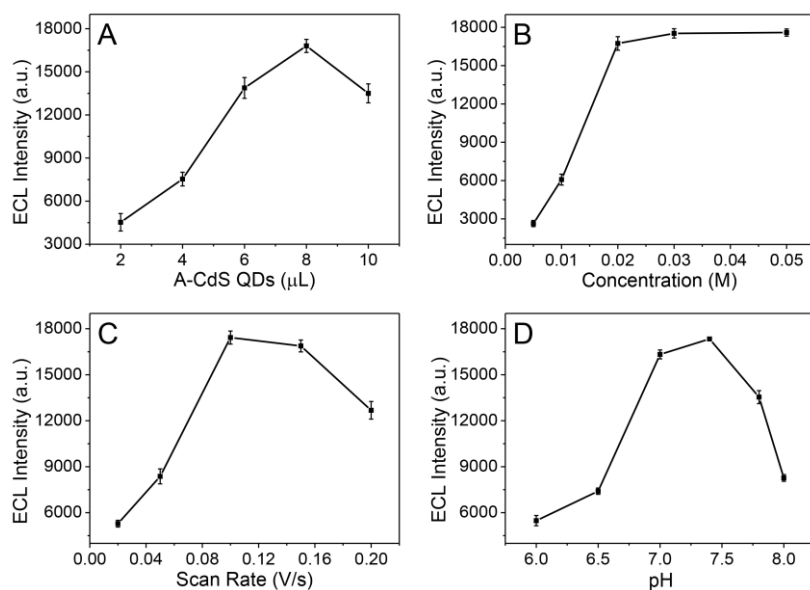 A
ECL Intensity (a.u.)
18000
15000
12000
9000
6000
3000
2 4 6 8 10
A-CdS QDs (μL)
B
ECL Intensity (a.u.)
18000
15000
12000
9000
6000
3000
0.00 0.01 0.02 0.03 0.04 0.05
Concentration (M)
C
ECL Intensity (a.u.)
18000
15000
12000
9000
6000
0.00 0.04 0.08 0.12 0.16 0.20
Scan Rate (V/s)
D
ECL Intensity (a.u.)
18000
15000
12000
9000
6000
6.0 6.5 7.0 7.5 8.0
pH